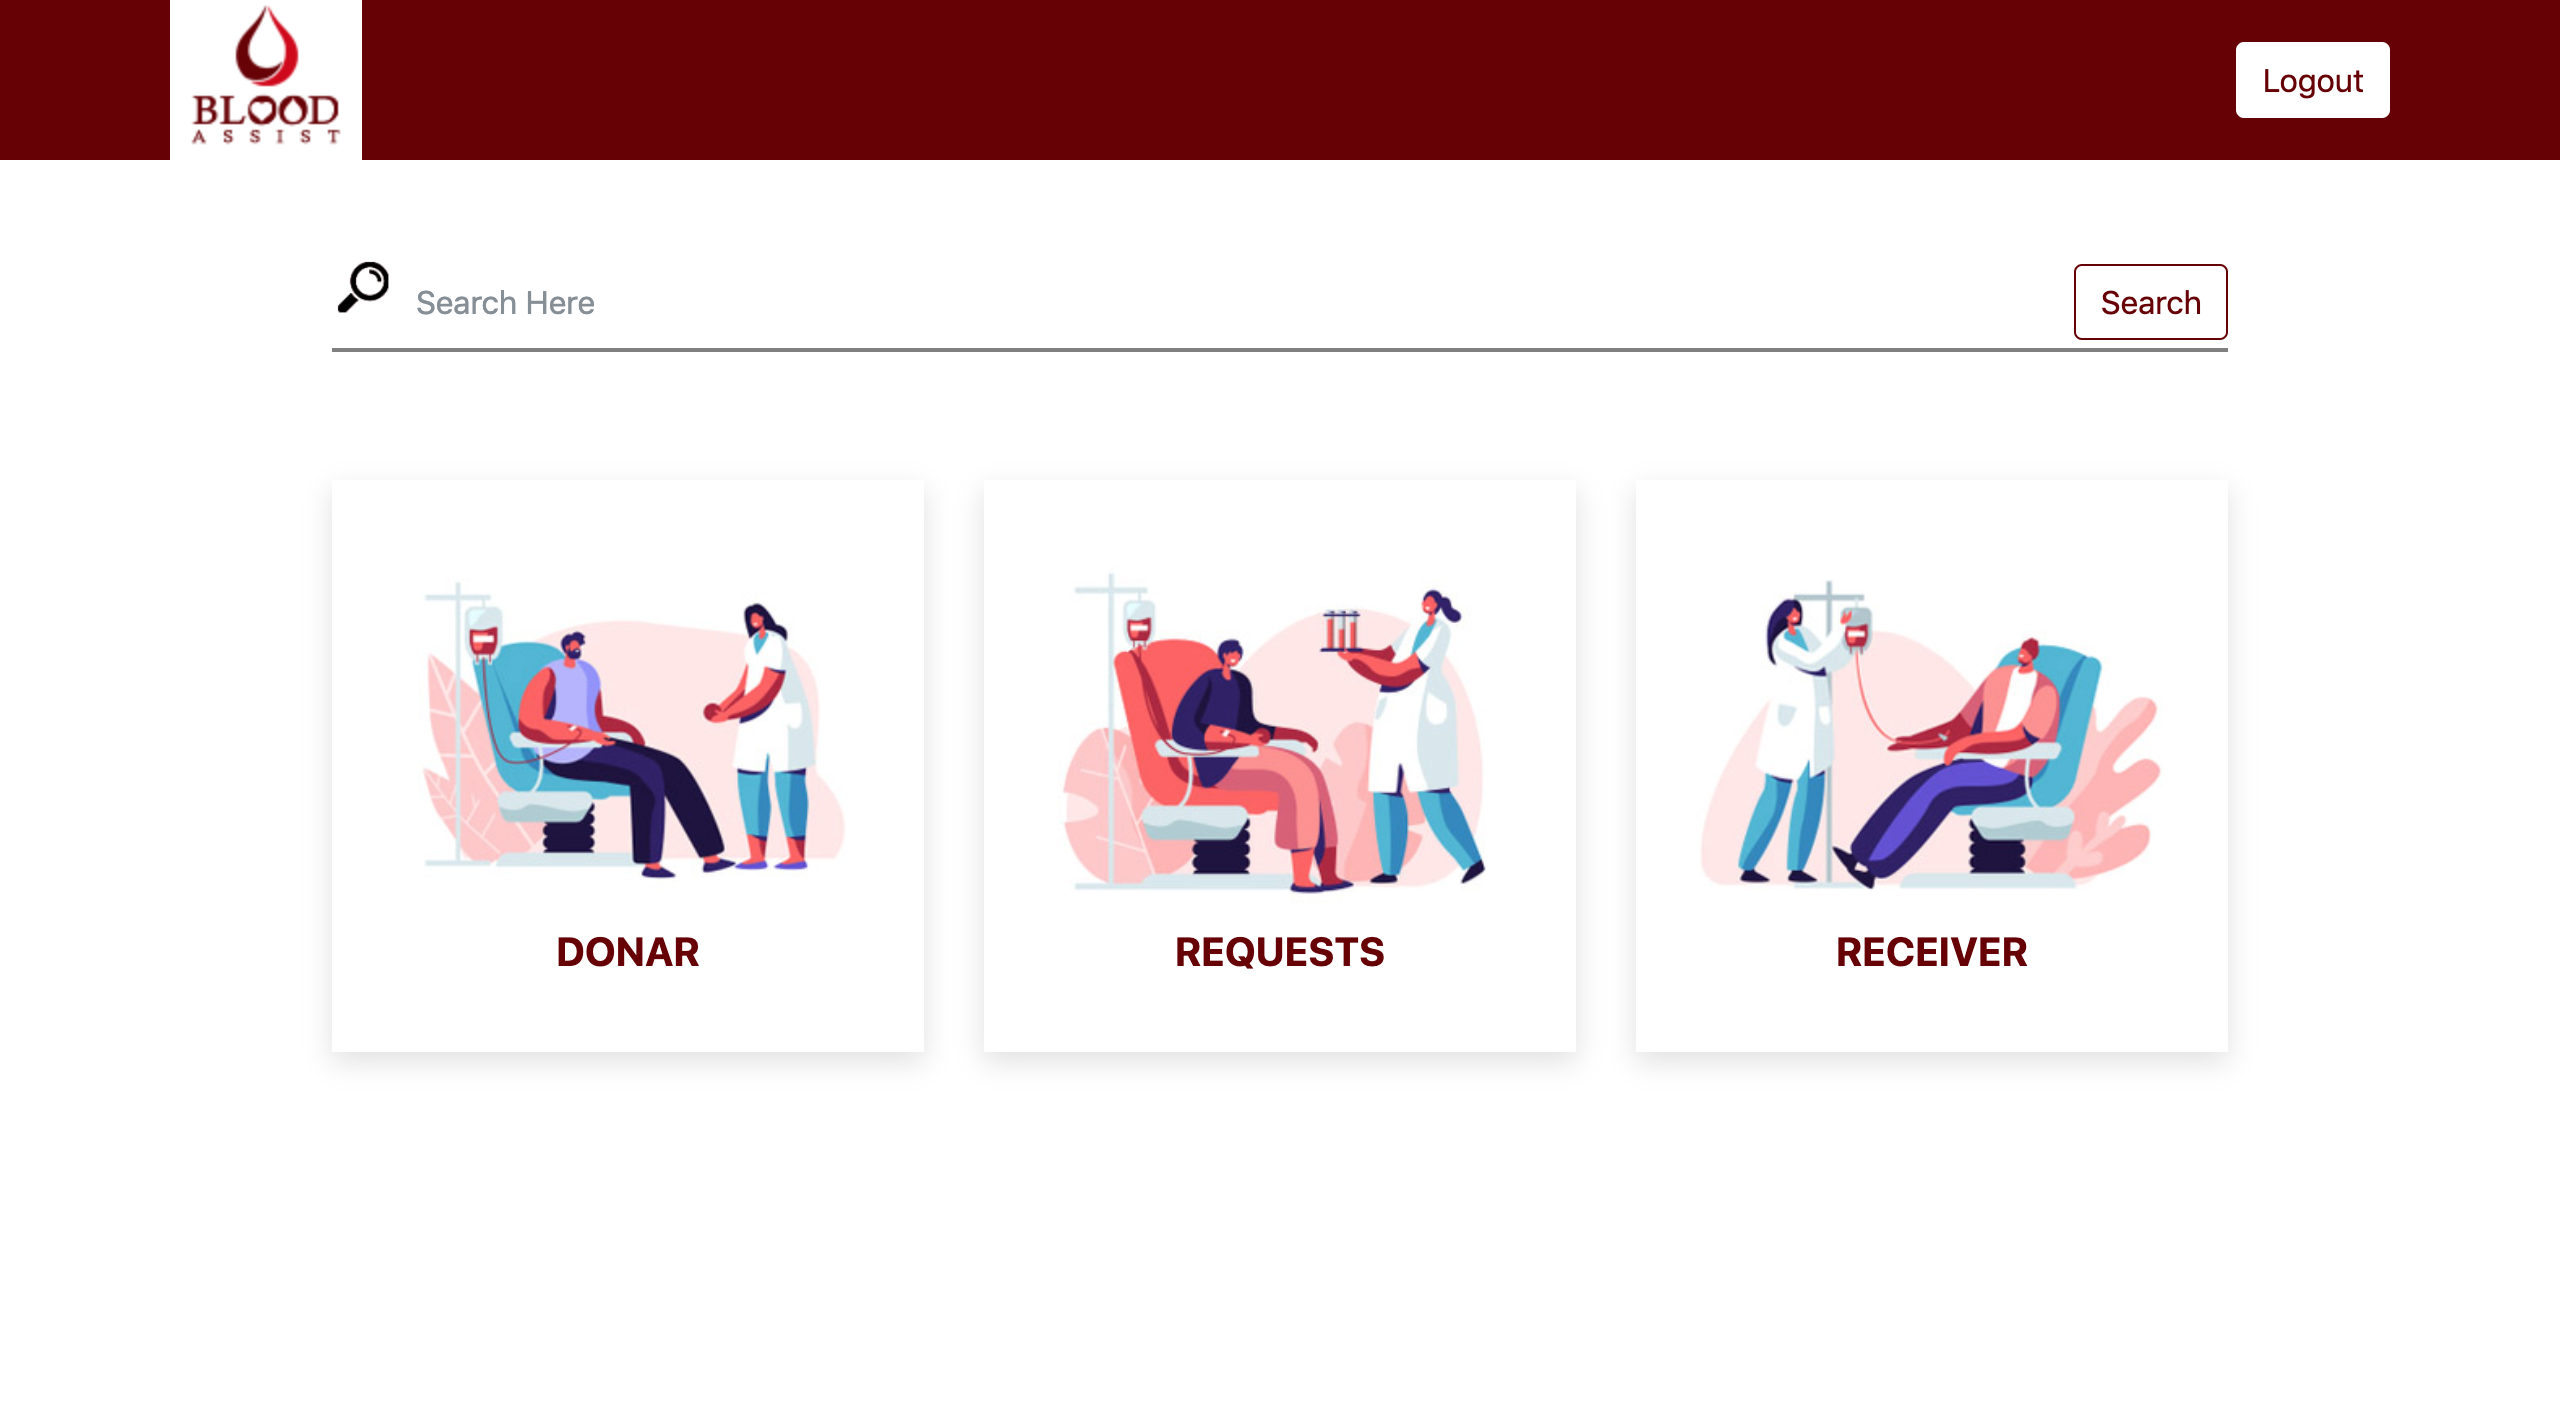 BLOOD
ASSIST
Logout
Search Here
Search
DONAR
REQUESTS
RECEIVER